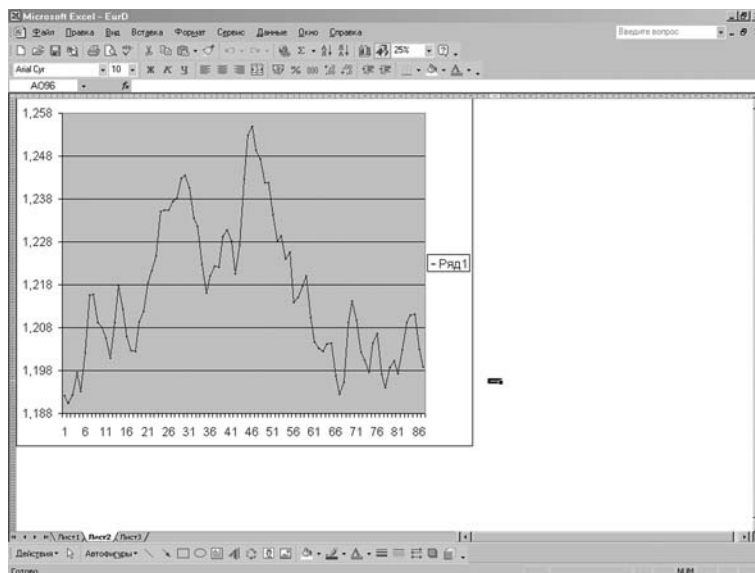 Microsoft Excel - EurD
Файл Правка Вид Вставка Формат Сервис Данные Окно Справка
Введите вопрос
25%
Arial Cyr 10 Ж К Ч
AO96 fx
1,258
1,248
1,238
1,228
1,218
1,208
1,198
1,188
1 6 11 16 21 26 31 36 41 46 51 56 61 66 71 76 81 86
- Ряд1
Лист1 Лист2 Лист3
Действия Автофигуры
Готово NUM